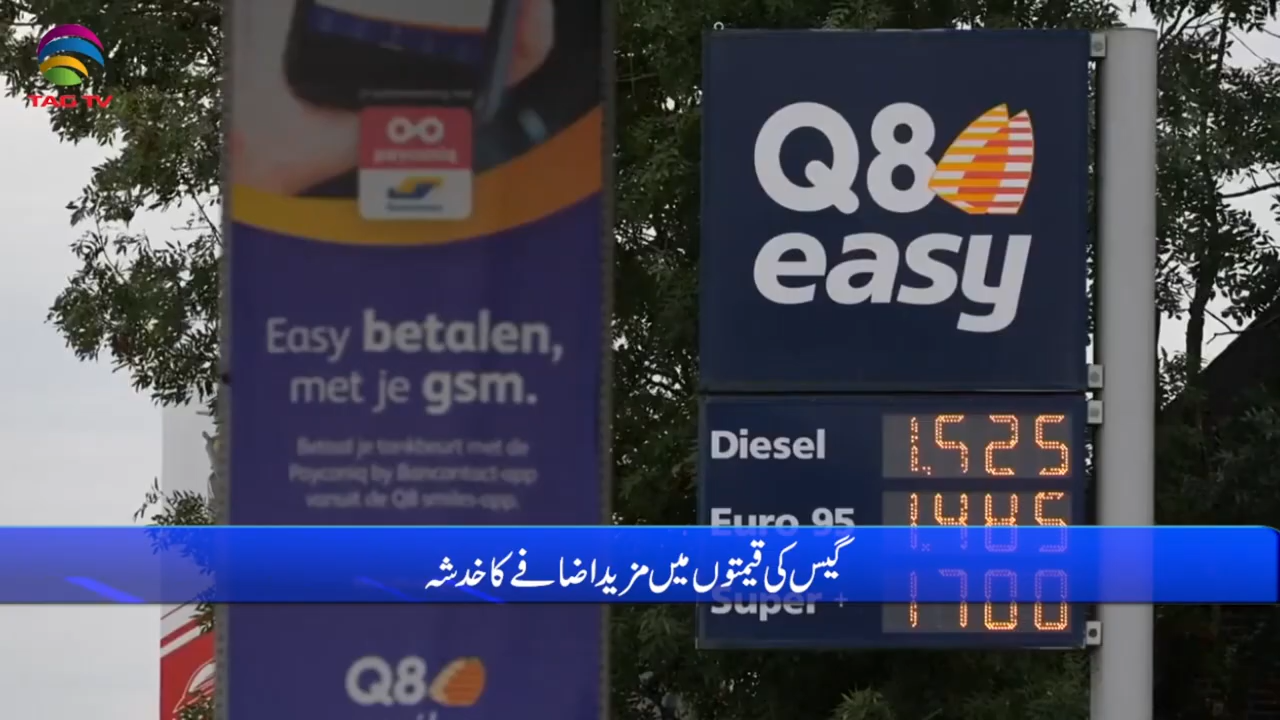 TAG TV
Easy betalen,
met je gsm.
Betaal je tankbeurt met de
Payconiq by Bancontact-app
vanuit de Q8 smiles-app.
Q8
Q8
easy
Diesel 1.525
Euro 95 1.485
Super + 1700
گیس کی قیمتوں میں مزید اضافے کا خدشہ